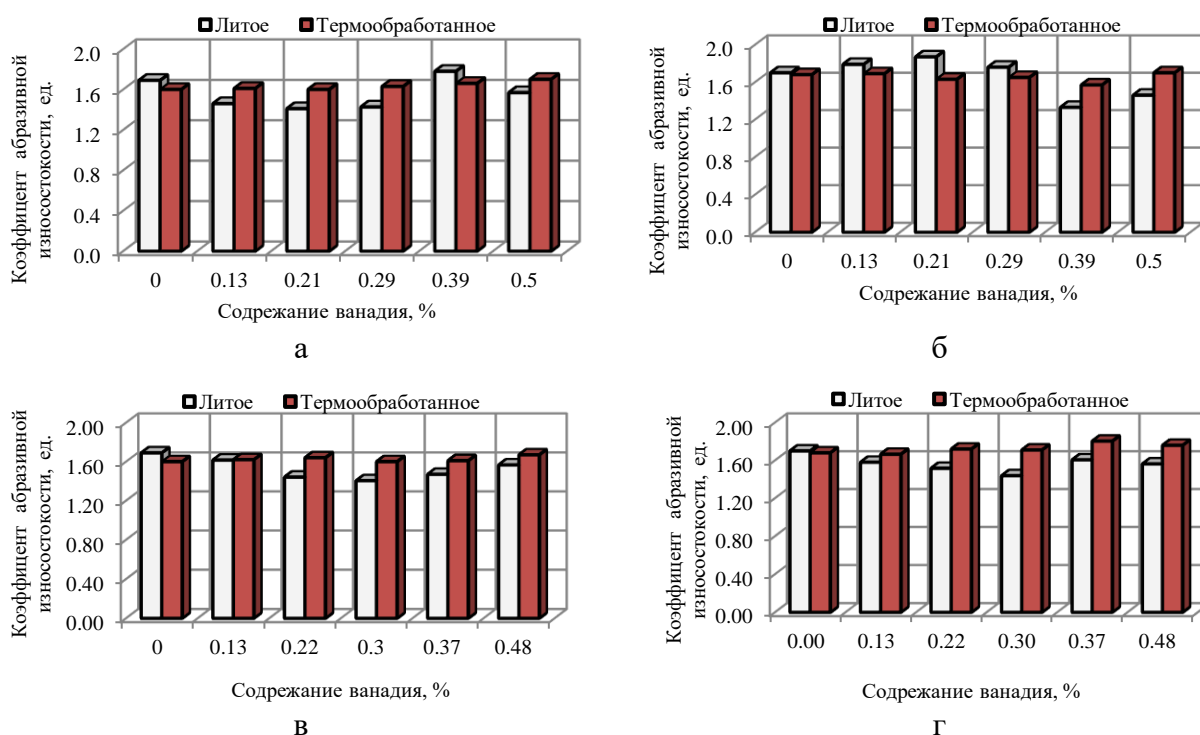 Литое Термообработанное
Коэффицент абразивной
износостокости, ед.
2.0
1.6
1.2
0.8
0.4
0.0
0 0.13 0.21 0.29 0.39 0.5
Содрежание ванадия, %
а
Литое Термообработанное
Коэффицент абразивной
износостокости, ед.
2.0
1.6
1.2
0.8
0.4
0.0
0 0.13 0.21 0.29 0.39 0.5
Содрежание ванадия, %
б
Литое Термообработанное
Коэффицент абразивной
износостокости, ед.
2.00
1.60
1.20
0.80
0.40
0.00
0 0.13 0.22 0.3 0.37 0.48
Содрежание ванадия, %
в
Литое Термообработанное
Коэффицент абразивной
износостокости, ед.
2.00
1.60
1.20
0.80
0.40
0.00
0.00 0.13 0.22 0.30 0.37 0.48
Содрежание ванадия, %
г